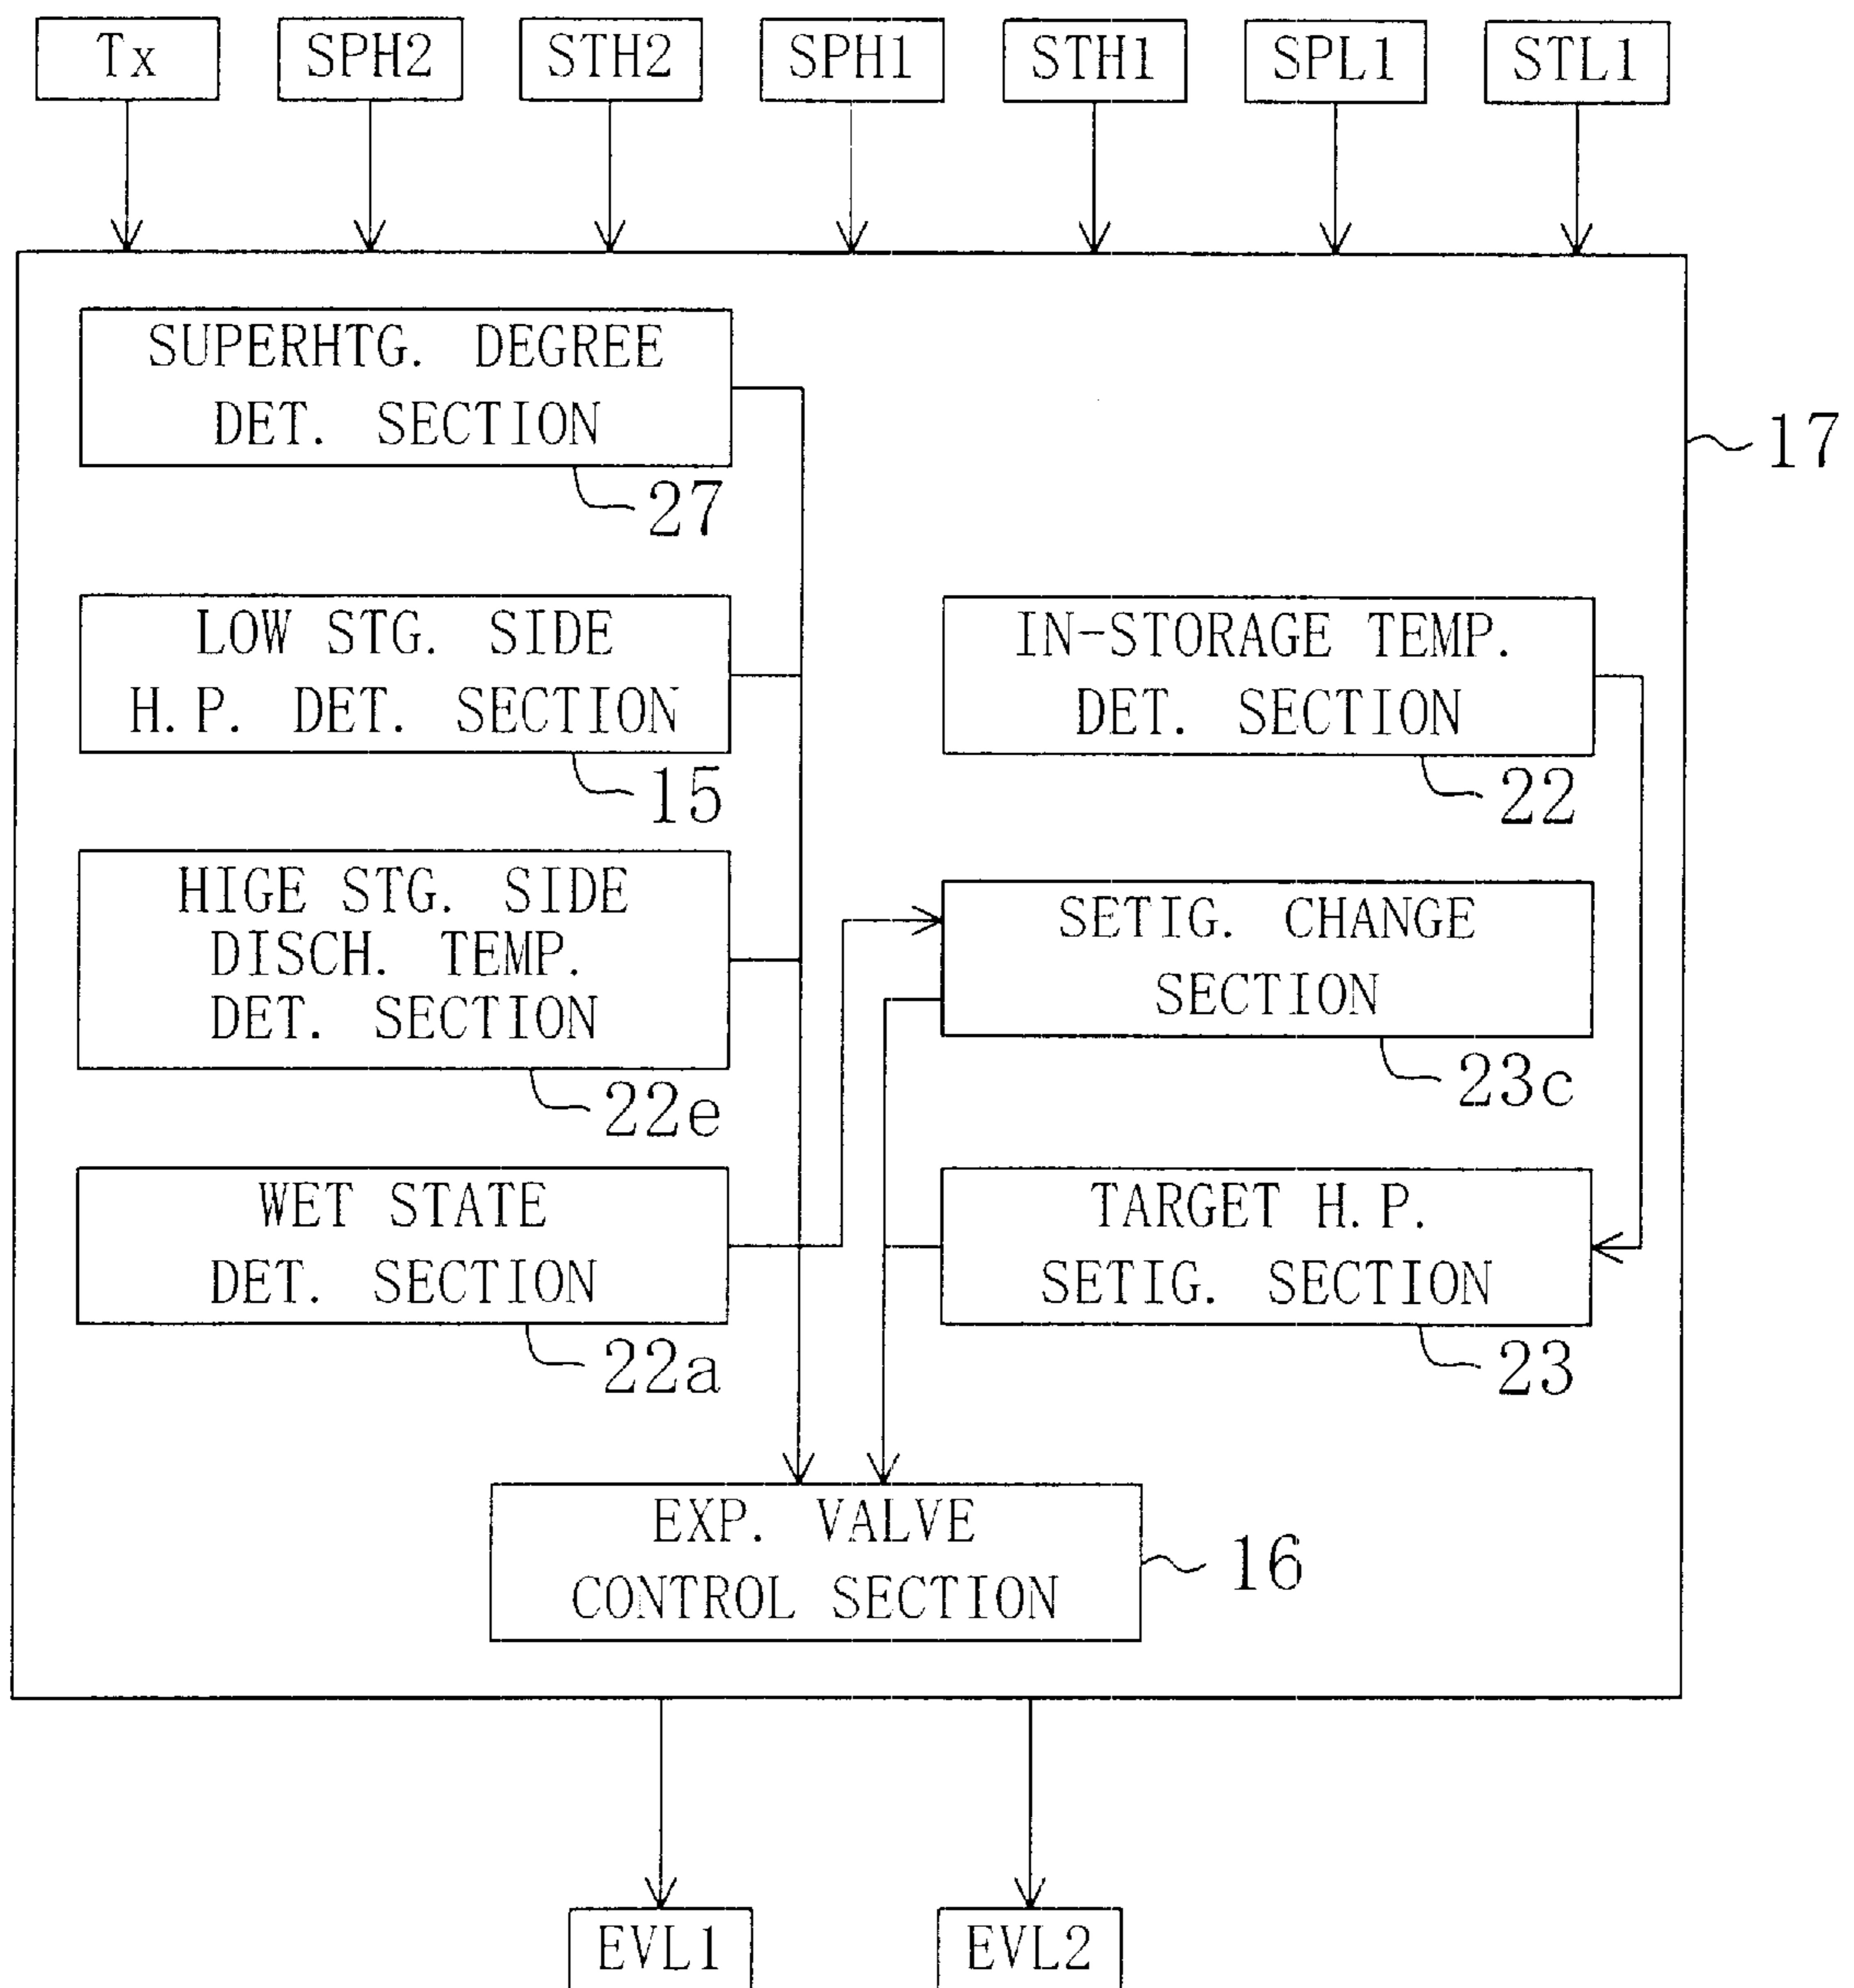 Tx SPH2 STH2 SPH1 STH1 SPL1 STL1
SUPERHTG. DEGREE
DET. SECTION
27
17
LOW STG. SIDE
H.P. DET. SECTION
15
IN-STORAGE TEMP.
DET. SECTION
22
HIGE STG. SIDE
DISCH. TEMP.
DET. SECTION
22e
SETIG. CHANGE
SECTION
23c
WET STATE
DET. SECTION
22a
TARGET H.P.
SETIG. SECTION
23
EXP. VALVE
CONTROL SECTION
16
EVL1 EVL2